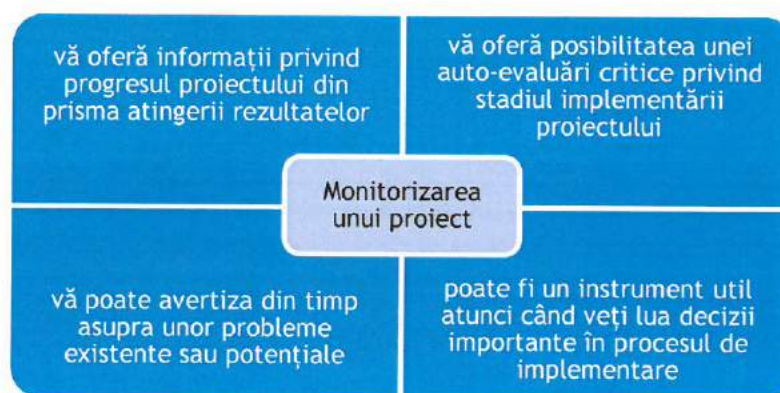 vă oferă informații privind
progresul proiectului din
prisma atingerii rezultatelor
vă oferă posibilitatea unei
auto-evaluări critice privind
stadiul implementării
proiectului
Monitorizarea
unui proiect
vă poate avertiza din timp
asupra unor probleme
existente sau potențiale
poate fi un instrument util
atunci când veți lua decizii
importante în procesul de
implementare